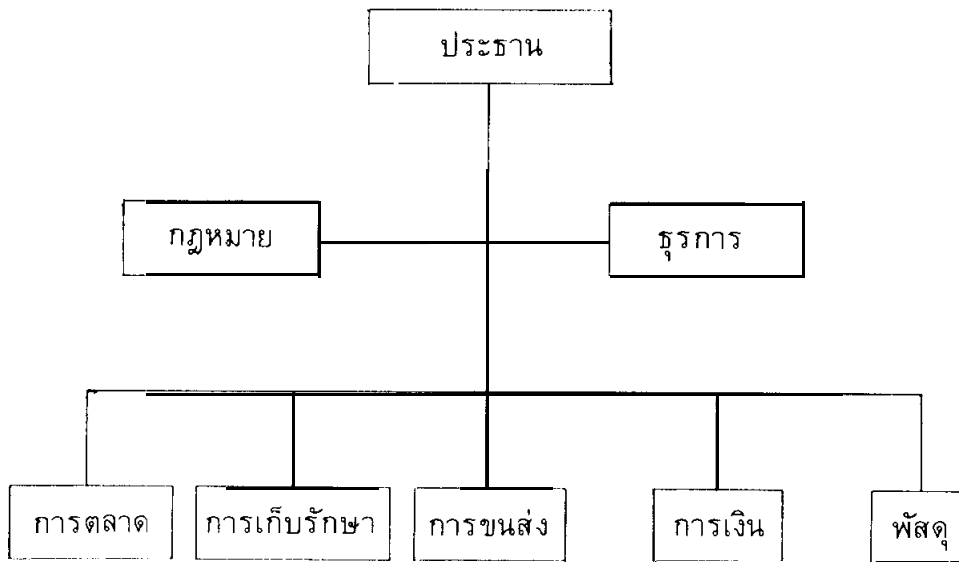 ประธาน
กฎหมาย
ธุรการ
การตลาด
การเก็บรักษา
การขนส่ง
การเงิน
พัสดุ